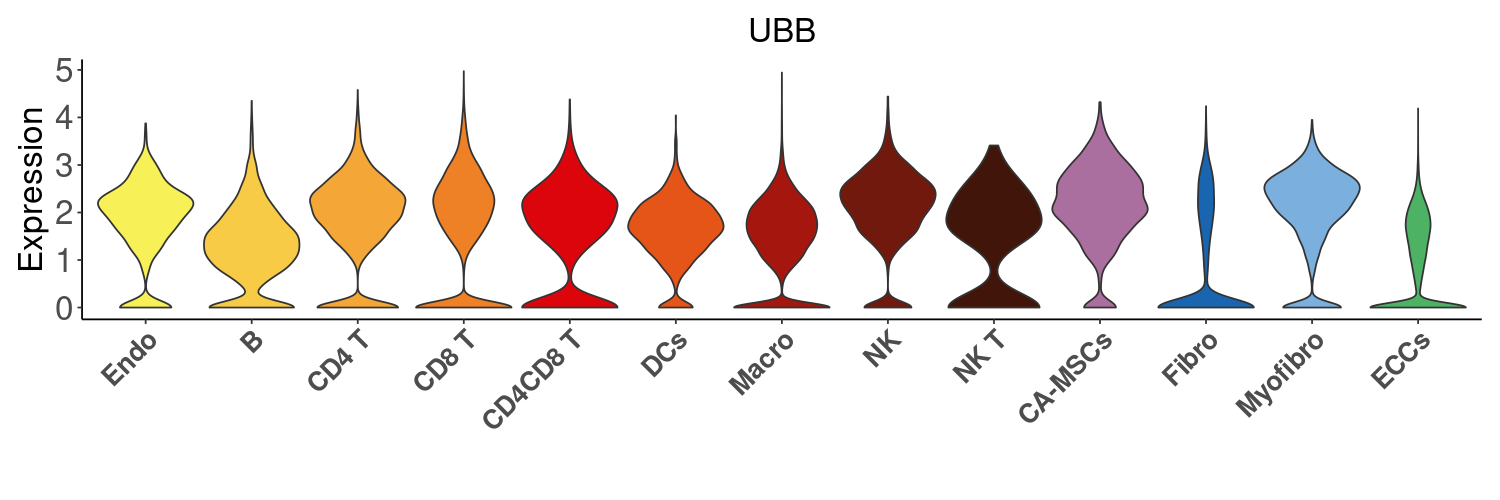 UBB
Expression
5
4
3
2
1
0
Endo
B
CD4 T
CD8 T
CD4CD8 T
DCs
Macro
NK
NK T
CA-MSCs
Fibro
Myofibro
ECCs